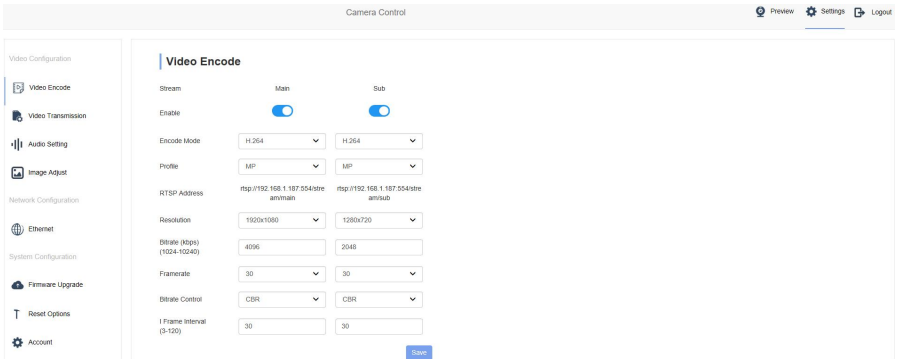 Camera Control
Preview
Settings
Logout
Video Configuration
Video Encode
Video Transmission
Audio Setting
Image Adjust
Network Configuration
Ethernet
System Configuration
Firmware Upgrade
Reset Options
Account
Video Encode
Stream Main Sub
Enable
Encode Mode H.264 H.264
Profile MP MP
RTSP Address
rtsp://192.168.1.187:554/stre
am/main
rtsp://192.168.1.187:554/stre
am/sub
Resolution 1920x1080 1280x720
Bitrate (kbps)
(1024-10240)
4096 2048
Framerate 30 30
Bitrate Control CBR CBR
I Frame Interval
(3-120)
30 30
Save